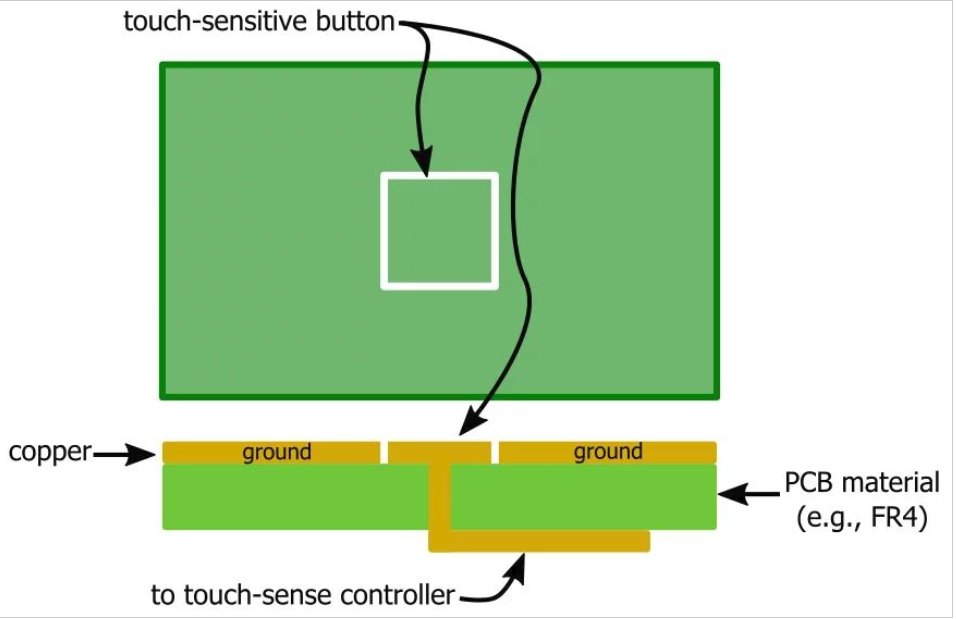 touch-sensitive button
copper
ground
ground
PCB material
(e.g., FR4)
to touch-sense controller